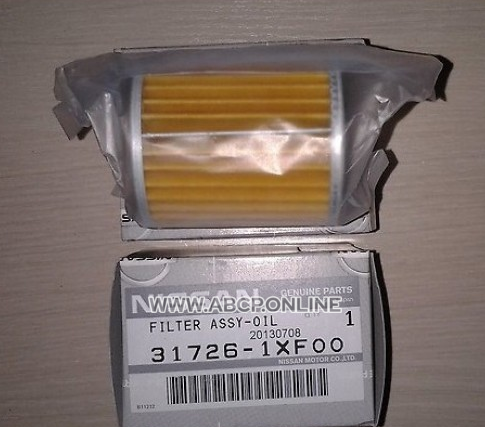 NISSAN
GENUINE PARTS
WWW.ABCP.ONLINE
FILTER ASSY-OIL
1
20130708
31726-1XF00
NISSAN MOTOR CO.,LTD.